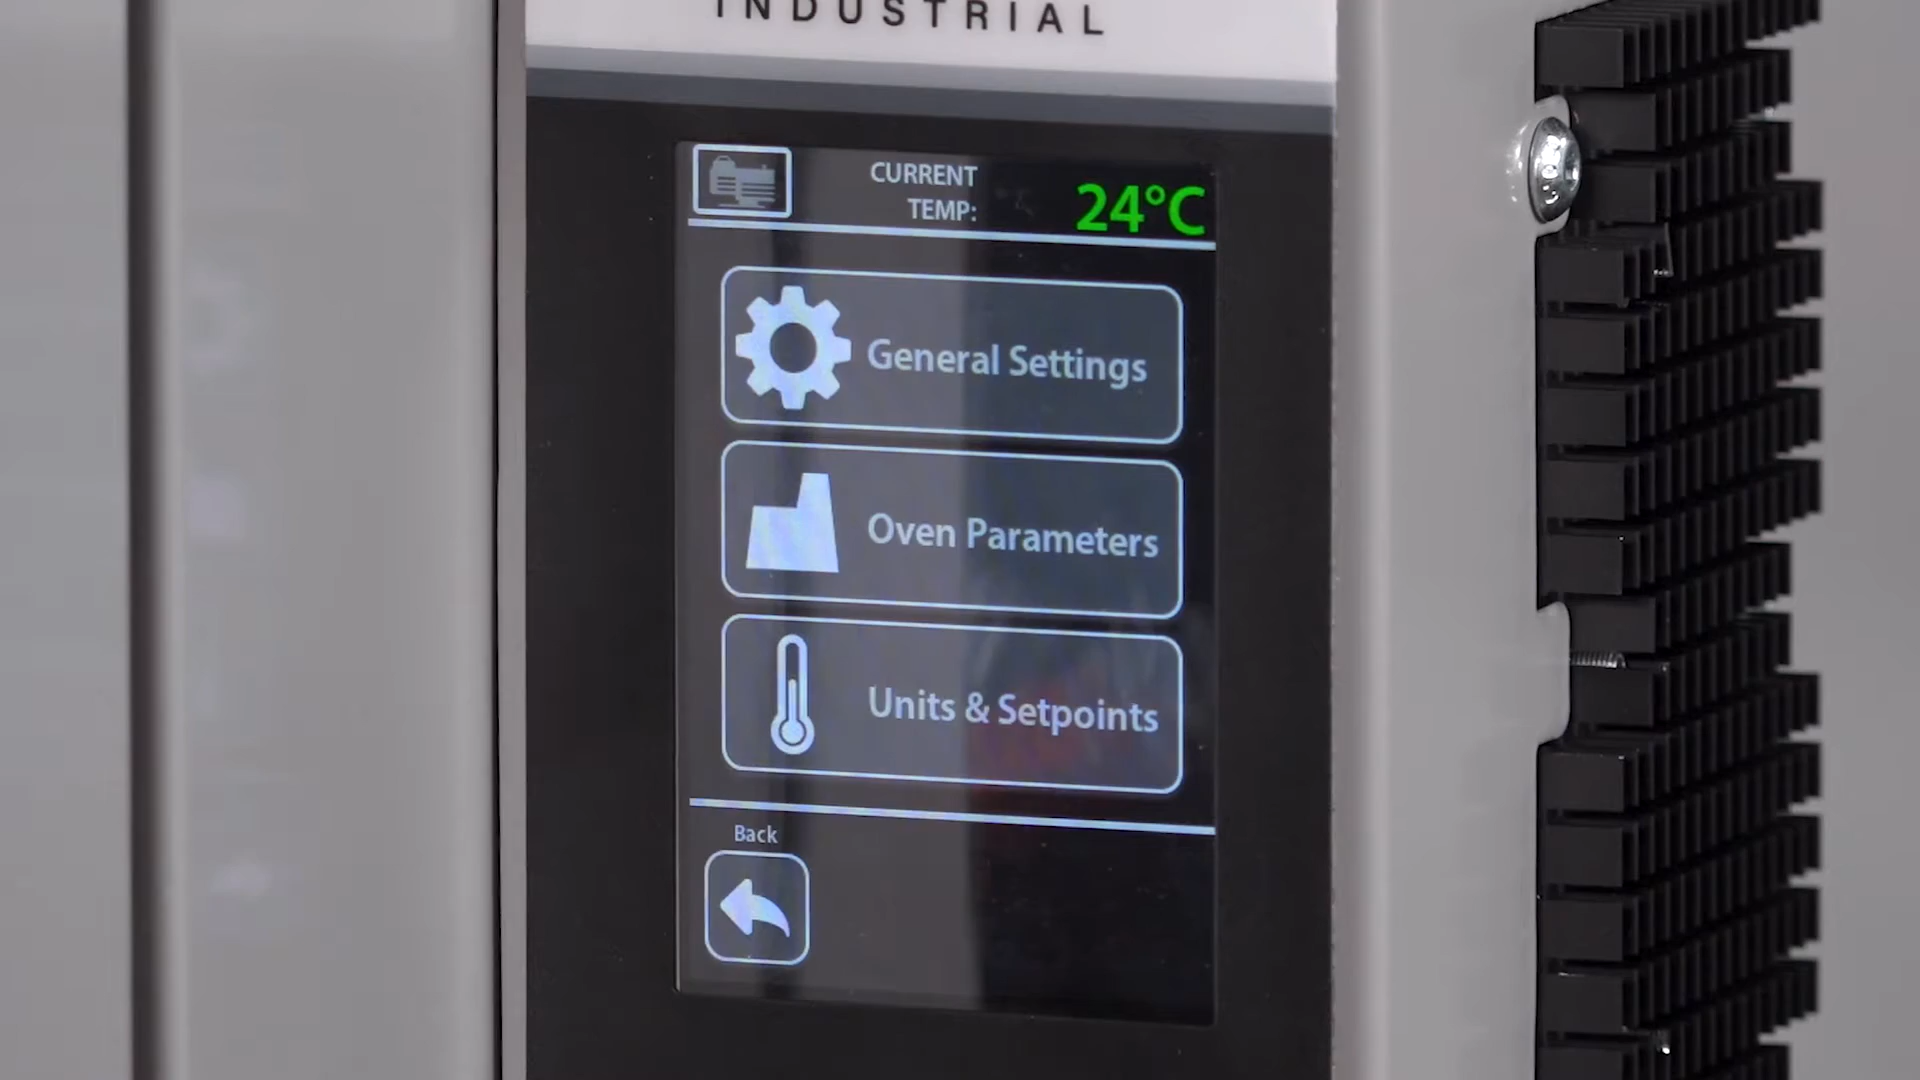 INDUSTRIAL
CURRENT
TEMP:
24°C
General Settings
Oven Parameters
Units & Setpoints
Back